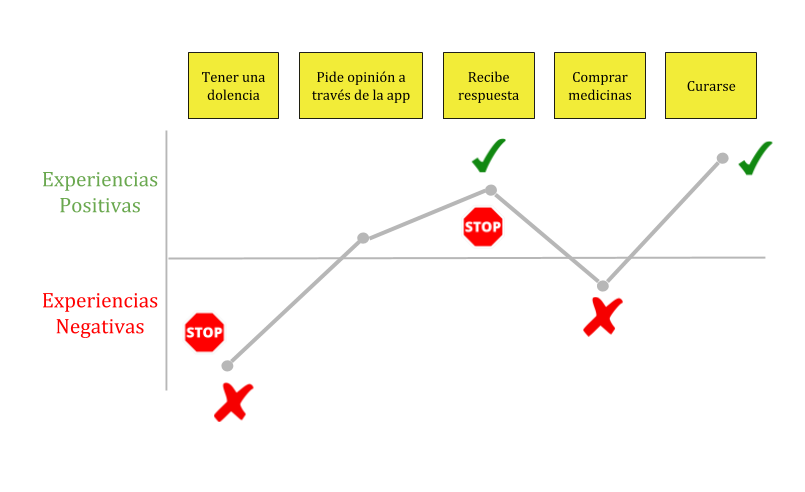 Tener una
dolencia
Pide opinión a
través de la app
Recibe
respuesta
Comprar
medicinas
Curarse
Experiencias
Positivas
STOP
Experiencias
Negativas
STOP